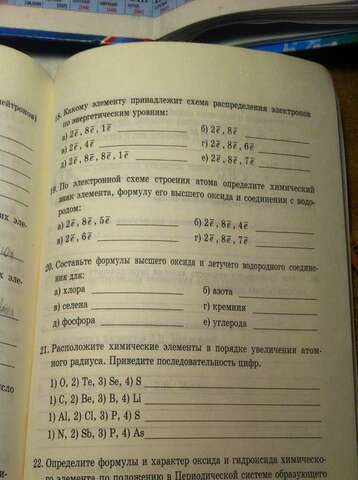 18. Какому элементу принадлежит схема распределения электронов
по энергетическим уровням:
а) 2ē, 8ē, 1ē б) 2ē, 8ē
в) 2ē, 4ē г) 2ē, 8ē, 6ē
д) 2ē, 8ē, 8ē, 1ē е) 2ē, 8ē, 7ē
19. По электронной схеме строения атома определите химический
знак элемента, формулу его высшего оксида и соединения с водо-
родом:
а) 2ē, 8ē, 5ē б) 2ē, 8ē, 4ē
в) 2ē, 6ē г) 2ē, 8ē, 7ē
20. Составьте формулы высшего оксида и летучего водородного соедине-
ния для:
а) хлора б) азота
в) селена г) кремния
д) фосфора е) углерода
21. Расположите химические элементы в порядке увеличения атом-
ного радиуса. Приведите последовательность цифр.
1) O, 2) Te, 3) Se, 4) S
1) C, 2) Be, 3) B, 4) Li
1) Al, 2) Cl, 3) P, 4) S
1) N, 2) Sb, 3) P, 4) As
22. Определите формулы и характер оксида и гидроксида химическо-
го элемента по положению в Периодической системе образующего